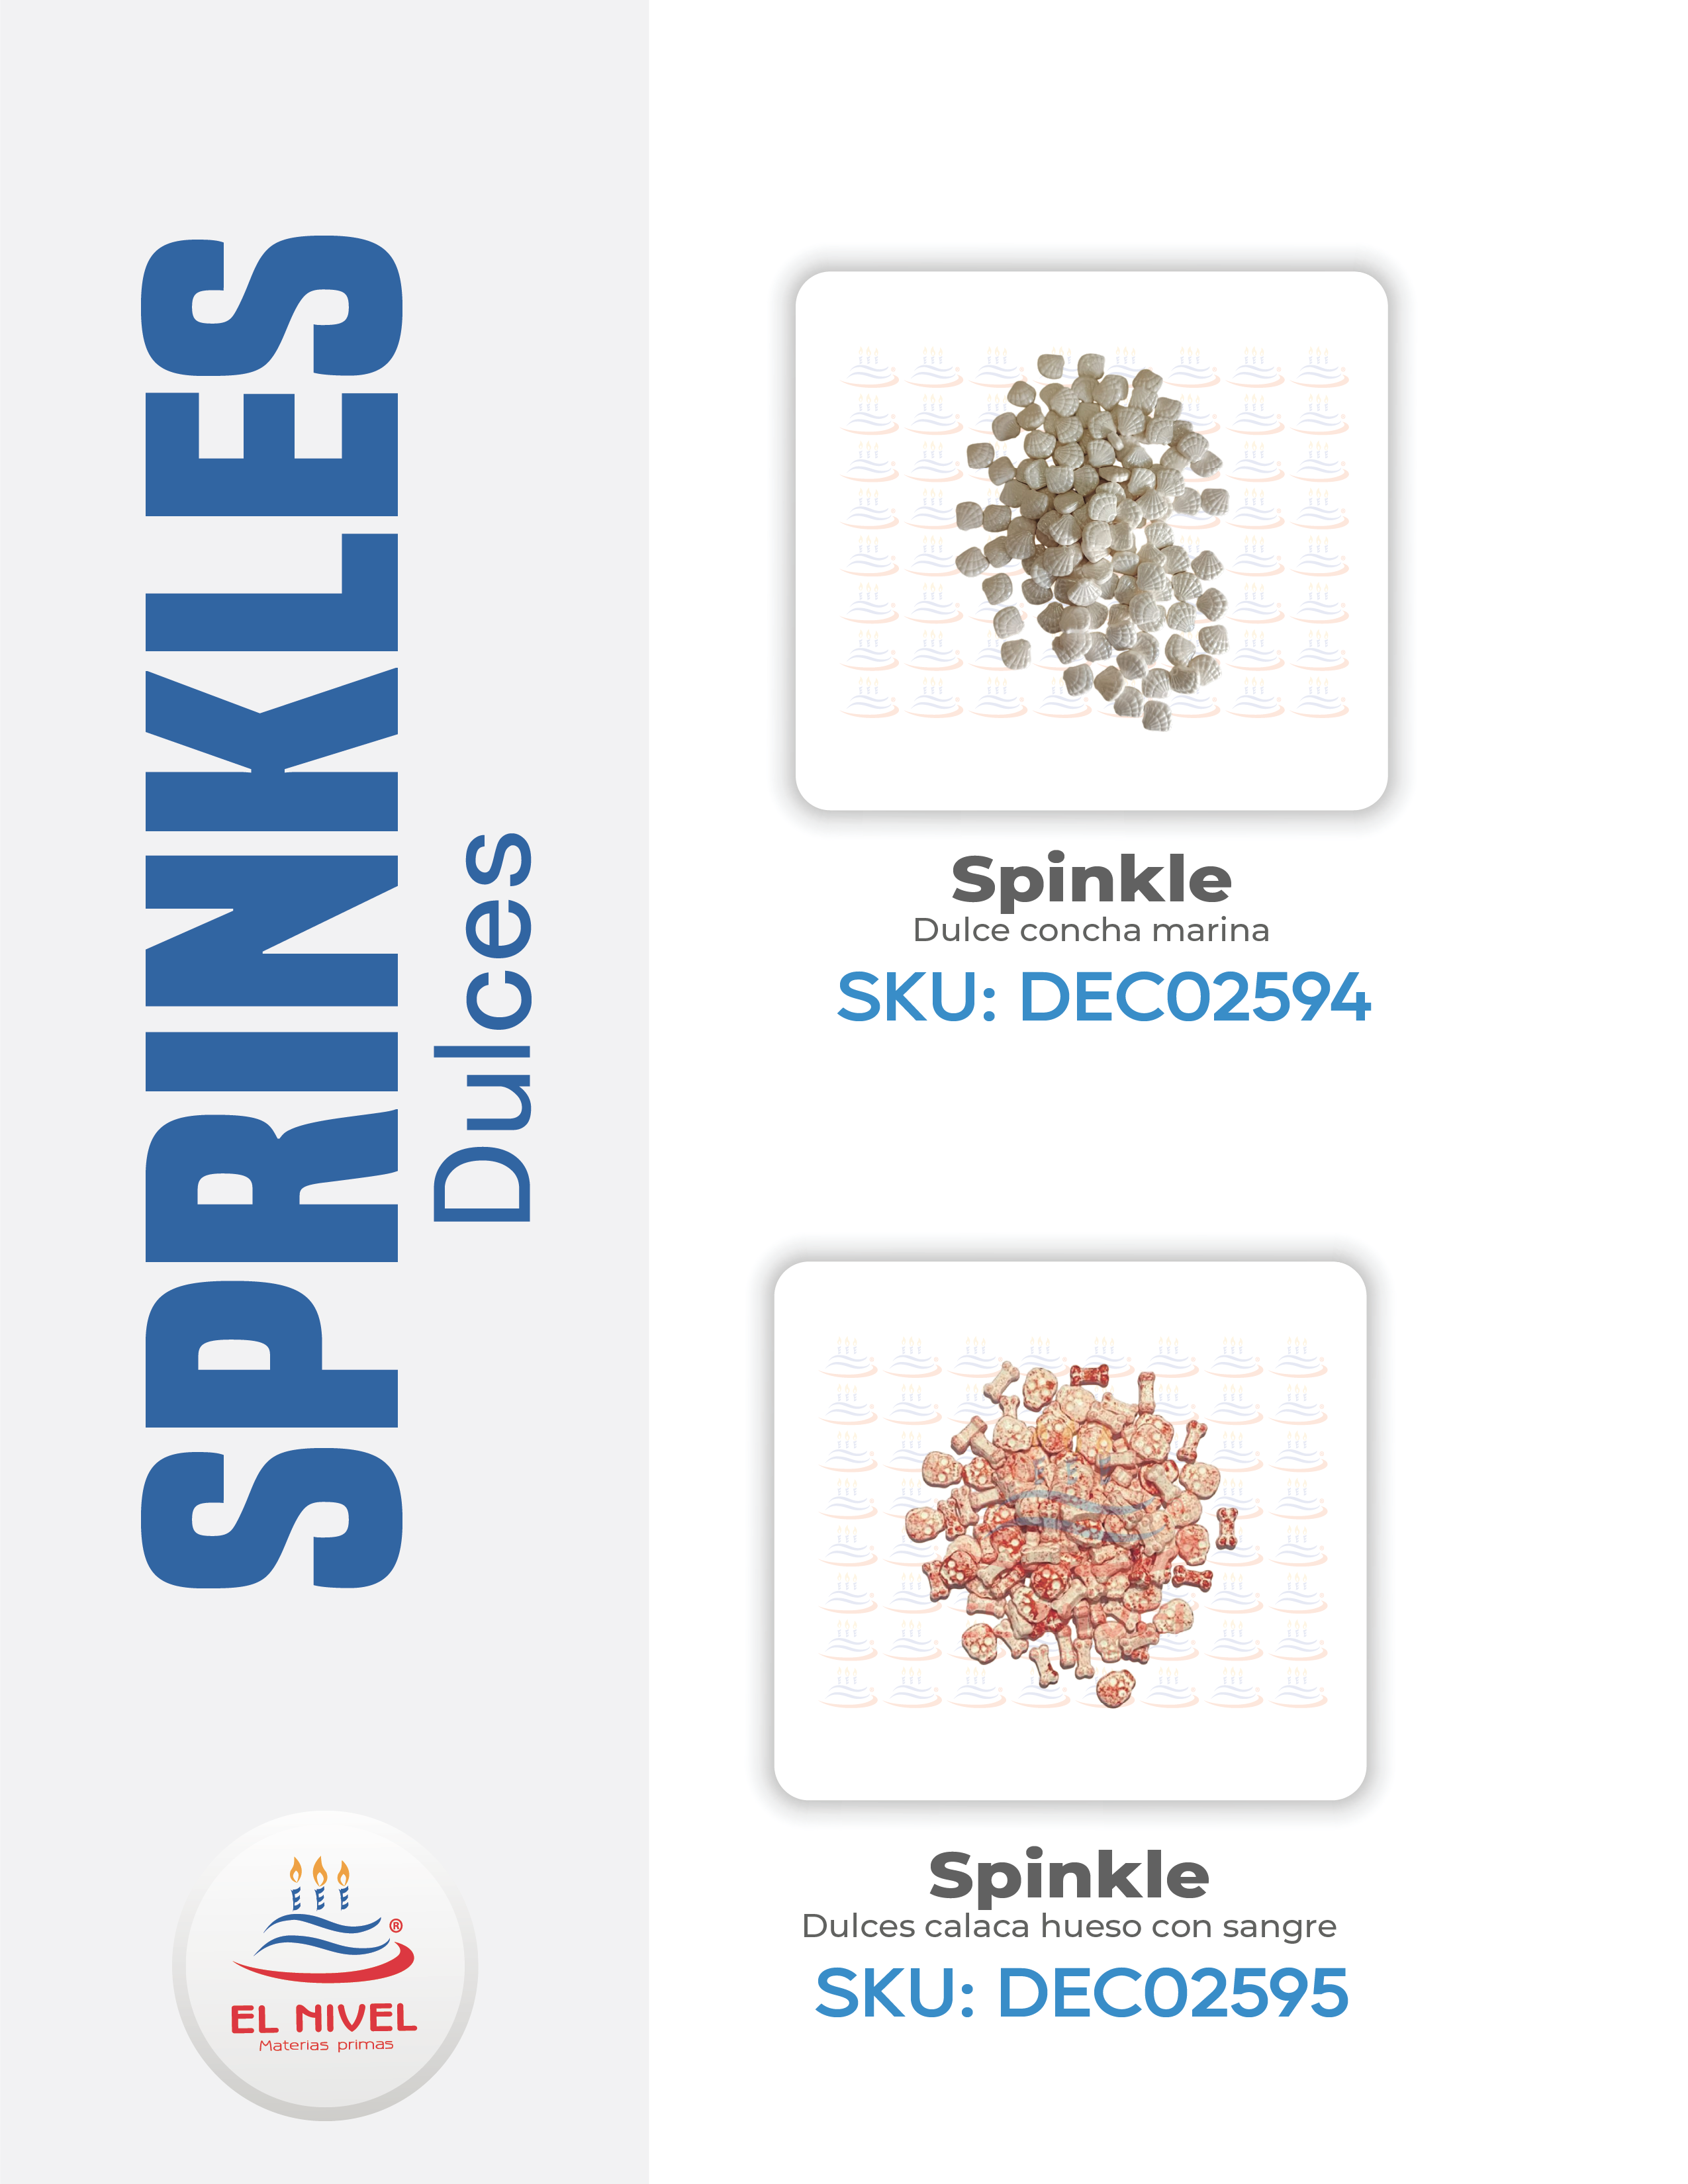 SPRINKLES
Dulces
Spinkle
Dulce concha marina
SKU: DEC02594
Spinkle
Dulces calaca hueso con sangre
SKU: DEC02595
®
EL NIVEL
Materias primas